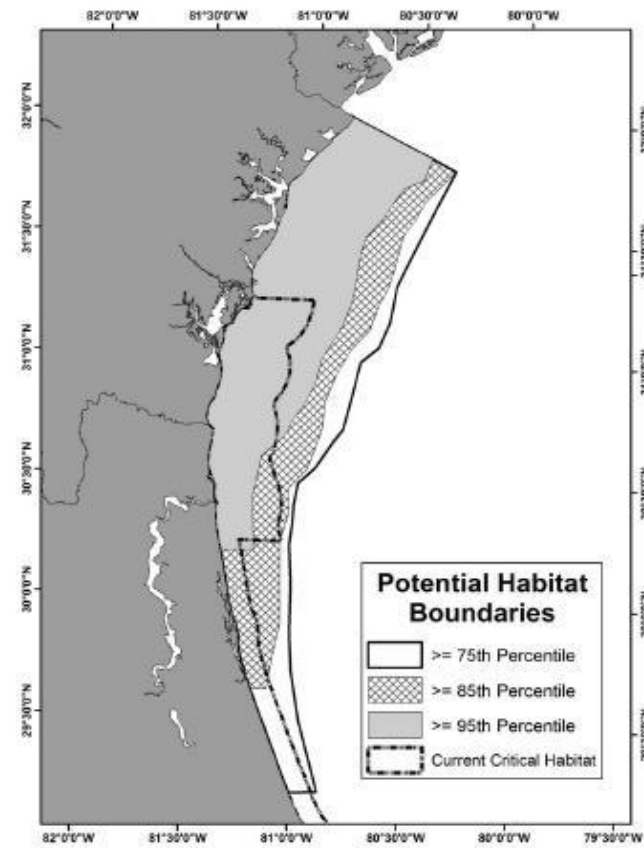 82°0'0"W 81°30'0"W 81°0'0"W 80°30'0"W 80°0'0"W
32°0'0"N
31°30'0"N
31°0'0"N
30°30'0"N
30°0'0"N
29°30'0"N
Potential Habitat
Boundaries
>= 75th Percentile
>= 85th Percentile
>= 95th Percentile
Current Critical Habitat
82°0'0"W 81°30'0"W 81°0'0"W 80°30'0"W 80°0'0"W 79°30'0"W